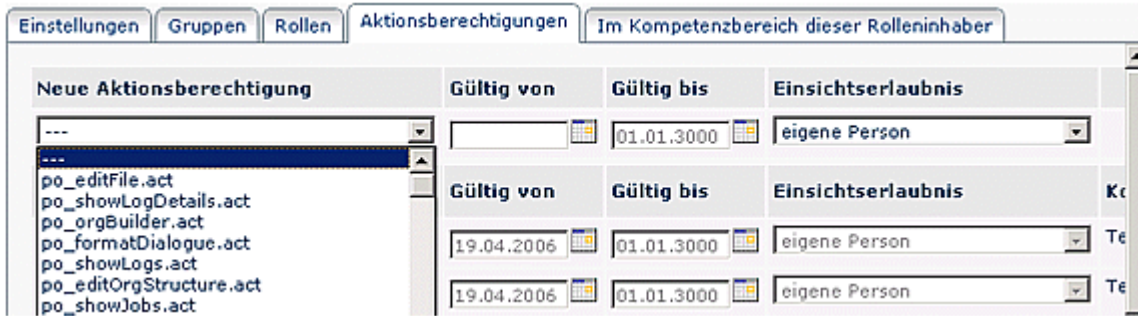 Einstellungen Gruppen Rollen Aktionsberechtigungen Im Kompetenzbereich dieser Rolleninhaber
Neue Aktionsberechtigung Gültig von Gültig bis Einsichtserlaubnis
--- 01.01.3000 eigene Person
---
po_editFile.act
po_showLogDetails.act Gültig von Gültig bis Einsichtserlaubnis
po_orgBuilder.act
po_formatDialogue.act 19.04.2006 01.01.3000 eigene Person Te
po_showLogs.act
po_editOrgStructure.act
po_showJobs.act 19.04.2006 01.01.3000 eigene Person Te